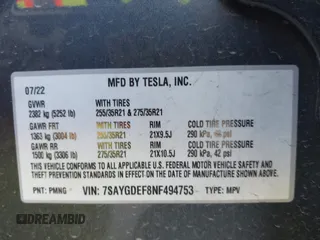 MFD BY TESLA, INC.
07/22
GVWR WITH TIRES
2382 kg (5252 lb) 255/35R21 & 275/35R21
GAWR FRT WITH TIRES RIM COLD TIRE PRESSURE
1363 kg (3004 lb) 255/35R21 21X9.5J 290 kPa, psi
GAWR RR WITH TIRES RIM COLD TIRE PRESSURE
1500 kg (3306 lb) 275/35R21 21X10.5J 290 kPa, 42 psi
THIS VEHICLE CONFORMS TO ALL APPLICABLE U.S.
FEDERAL MOTOR VEHICLE SAFETY
AND THEFT PREVENTION STANDARDS IN EFFECT ON
THE DATE OF MANUFACTURE SHOWN ABOVE.
PNT: PMNG VIN: 7SAYGDEF8NF494753 TYPE: MPV